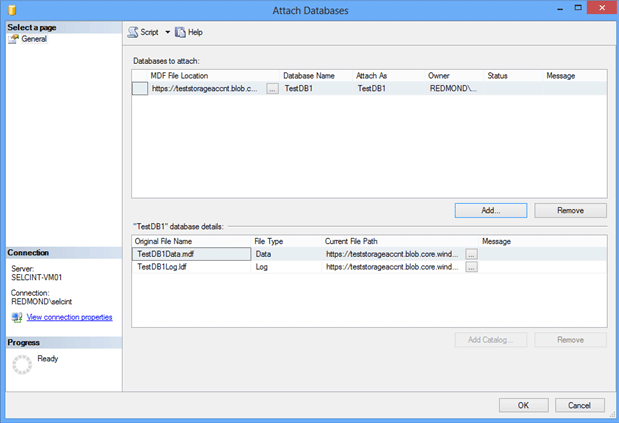 Attach Databases
Select a page
General
Script Help
Databases to attach:
MDF File Location Database Name Attach As Owner Status Message
https://teststorageaccnt.blob.c... ... TestDB1 TestDB1 REDMOND\...
Add... Remove
"TestDB1" database details:
Original File Name File Type Current File Path Message
TestDB1Data.mdf Data https://teststorageaccnt.blob.core.wind... ...
TestDB1Log.ldf Log https://teststorageaccnt.blob.core.wind... ...
Add Catalog... Remove
Connection
Server:
SELCINT-VM01
Connection:
REDMOND\selcint
View connection properties
Progress
Ready
OK Cancel